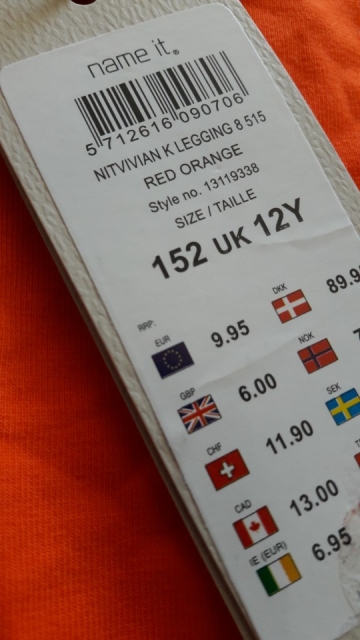 name it.®
5 712616 090706
NITVIVIAN K LEGGING 8 515
RED ORANGE
Style no. 13119338
SIZE / TAILLE
152 UK 12Y
RRP:
EUR 9.95 DKK
GBP 6.00 NOK
CHF 11.90 SEK
CAD 13.00
IE (EUR) 6.95